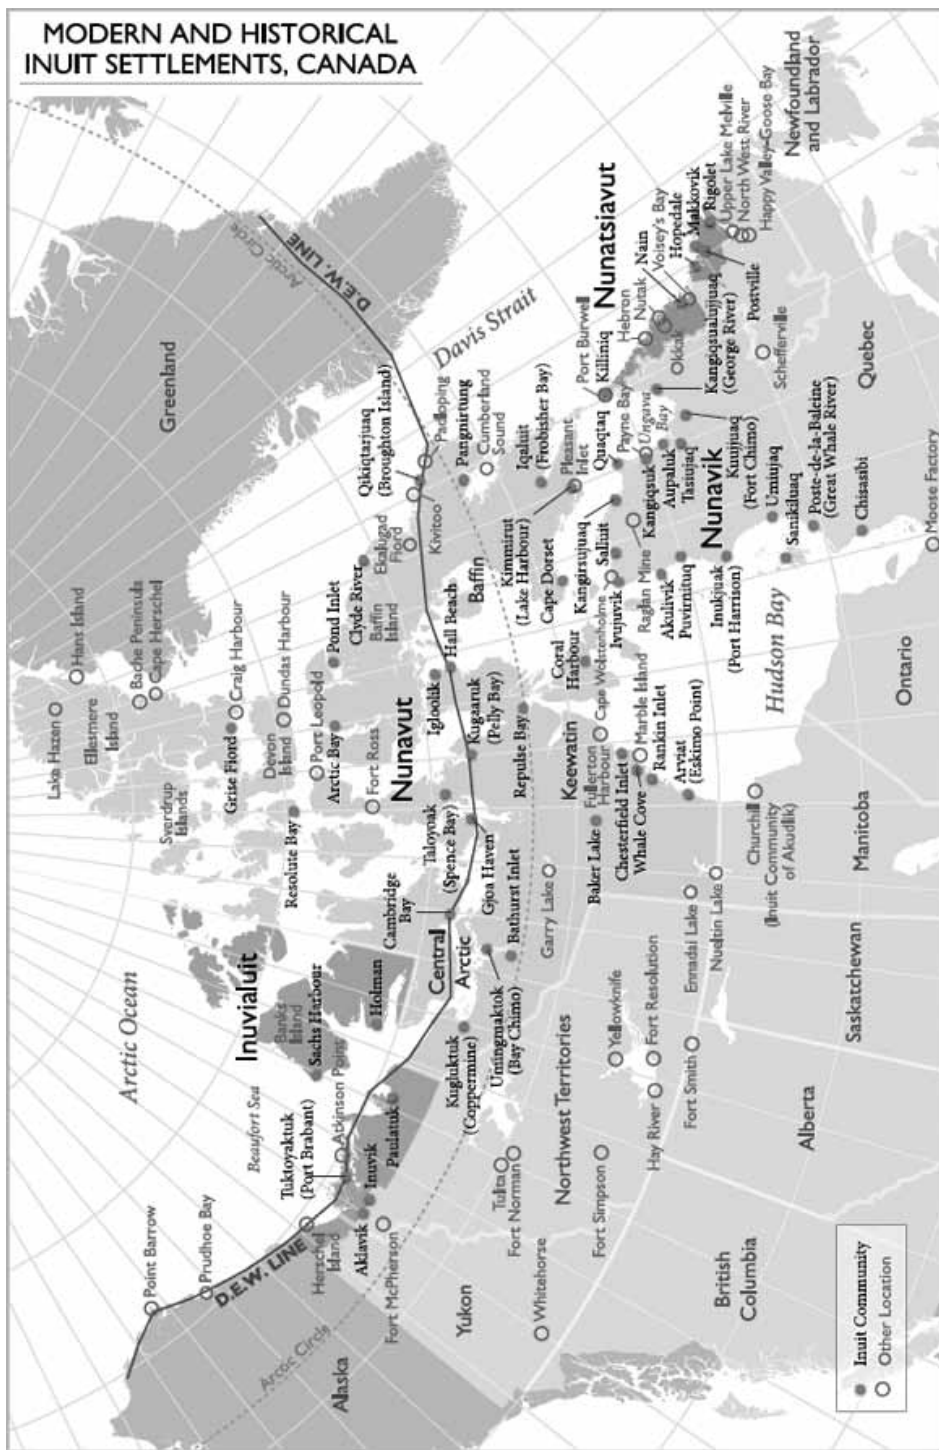 MODERN AND HISTORICAL
INUIT SETTLEMENTS, CANADA
Arctic Ocean
Beaufort Sea
Point Barrow
Prudhoe Bay
D.E.W. LINE
Herschel
Island
Aklavik
Fort McPherson
Arctic Circle
Alaska
Yukon
Whitehorse
Tuktoyaktuk
(Port Brabant)
Atkinson Point
Inuvik
Paulatuk
Inuvialuit
Banks
Island
Sachs Harbour
Holman
Tulita
Fort Norman
Northwest Territories
Fort Simpson
Hay River
Fort Smith
Fort Resolution
Yellowknife
British
Columbia
Alberta
Saskatchewan
Manitoba
Ontario
Quebec
Newfoundland
and Labrador
Kugluktuk
(Coppermine)
Umingmaktok
(Bay Chimo)
Bathurst Inlet
Central
Arctic
Cambridge
Bay
Gjoa Haven
Taloyoak
(Spence Bay)
Kugaaruk
(Pelly Bay)
Repulse Bay
Garry Lake
Ennadai Lake
Nueltin Lake
Churchill
(Inuit Community
of Akudlik)
Keewatin
Baker Lake
Fullerton
Harbour
Chesterfield Inlet
Whale Cove
Marble Island
Rankin Inlet
Arviat
(Eskimo Point)
Coral
Harbour
Cape Wolstenholme
Hudson Bay
Nunavut
Lake Hazen
Hans Island
Ellesmere
Island
Bache Peninsula
Cape Herschel
Sverdrup
Islands
Grise Fiord
Craig Harbour
Devon
Island
Dundas Harbour
Resolute Bay
Port Leopold
Arctic Bay
Fort Ross
Pond Inlet
Clyde River
Baffin
Island
Ekalugad
Fiord
Kivitoo
Igloolik
Hall Beach
Baffin
Qikiqtarjuaq
(Broughton Island)
Padloping
Pangnirtung
Cumberland
Sound
Iqaluit
(Frobisher Bay)
Kimmirut
(Lake Harbour)
Pleasant
Inlet
Cape Dorset
Greenland
Arctic Circle
D.E.W. LINE
Davis Strait
Port Burwell
Killiniq
Quaqtaq
Payne Bay
Ungava
Bay
Kangirsujuaq
Salluit
Ivujuvik
Raglan Mine
Kangiqsuk
Aupaluk
Tasiujaq
Akulivik
Puvirnituq
Nunavik
Kuujjuaq
(Fort Chimo)
Kangiqsualujjuaq
(George River)
Inukjuak
(Port Harrison)
Umiujaq
Sanikiluaq
Poste-de-la-Baleine
(Great Whale River)
Chisasibi
Moose Factory
Schefferville
Nunatsiavut
Hebron
Nutak
Okkak
Nain
Voisey's Bay
Hopedale
Makkovik
Rigolet
Postville
Upper Lake Melville
North West River
Happy Valley-Goose Bay
Inuit Community
Other Location